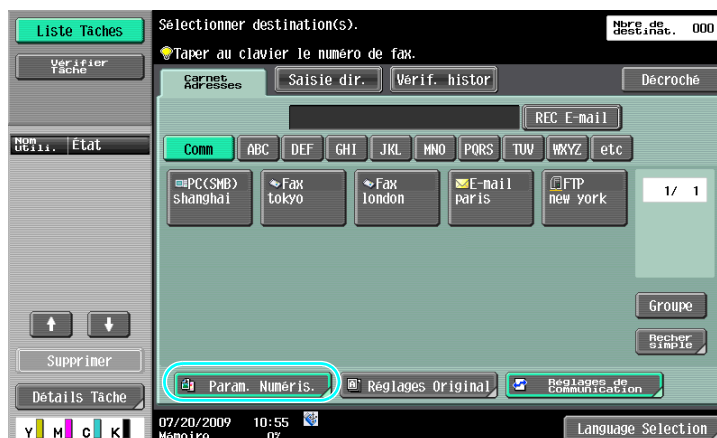 Liste Tâches
Vérifier
Tâche
Nom
utili.
État
Supprimer
Détails Tâche
Y M C K
Sélectionner destination(s).
Nbre de
destinat. 000
Taper au clavier le numéro de fax.
Carnet
Adresses
Saisie dir.
Vérif. histor
Décroché
REC E-mail
Comm ABC DEF GHI JKL MNO PQRS TUV WXYZ etc
PC(SMB)
shanghai
Fax
tokyo
Fax
london
E-mail
paris
FTP
new york
1/ 1
Groupe
Recher
simple
Param. Numéris.
Réglages Original
Réglages de
Communication
07/20/2009 10:55
Mémoire 0%
Language Selection